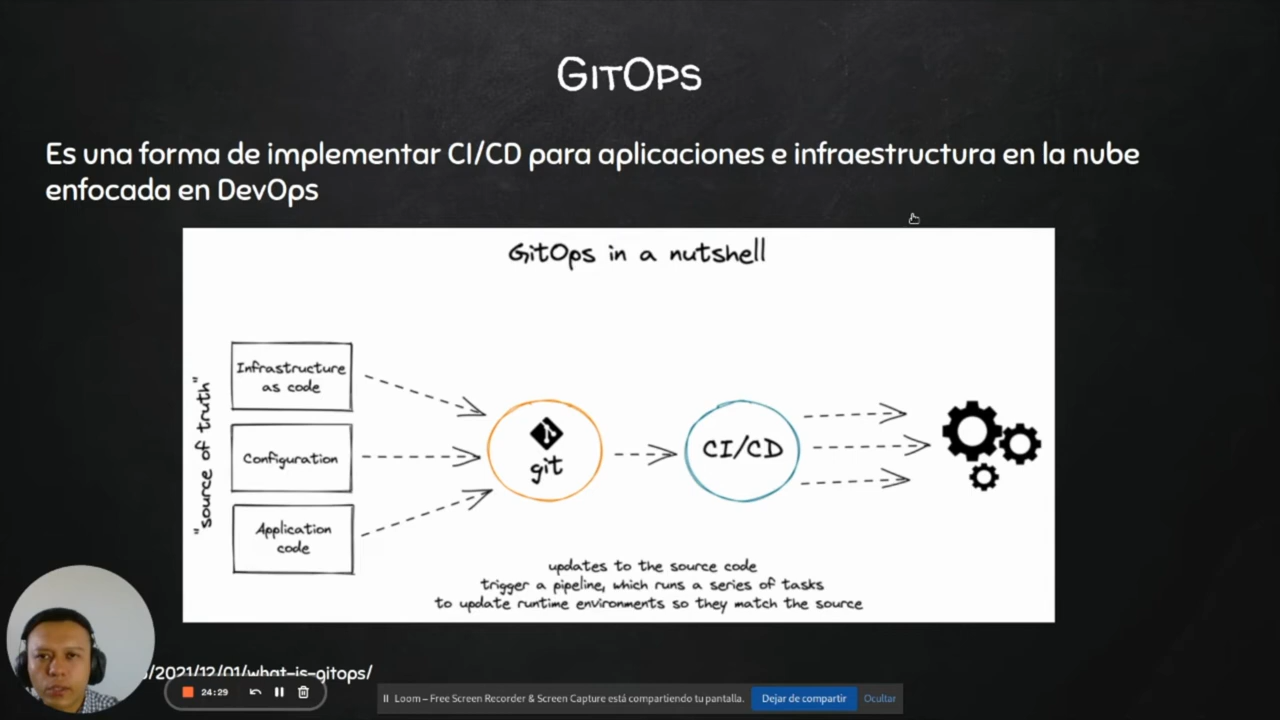 GitOps
Es una forma de implementar CI/CD para aplicaciones e infraestructura en la nube
enfocada en DevOps
GitOps in a nutshell
"source of truth"
Infrastructure
as code
Configuration
Application
code
git
CI/CD
updates to the source code
trigger a pipeline, which runs a series of tasks
to update runtime environments so they match the source
/2021/12/01/what-is-gitops/
24:29
Loom – Free Screen Recorder & Screen Capture está compartiendo tu pantalla.
Dejar de compartir
Ocultar